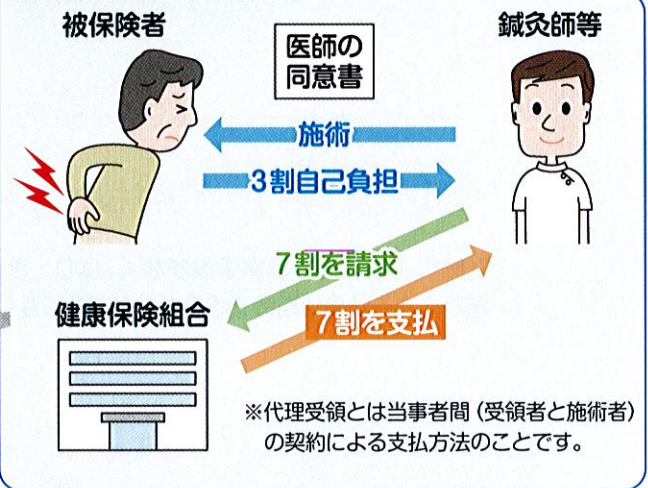 被保険者
医師の
同意書
鍼灸師等
施術
3割自己負担
7割を請求
健康保険組合
7割を支払
※代理受領とは当事者間（受領者と施術者）
の契約による支払方法のことです。